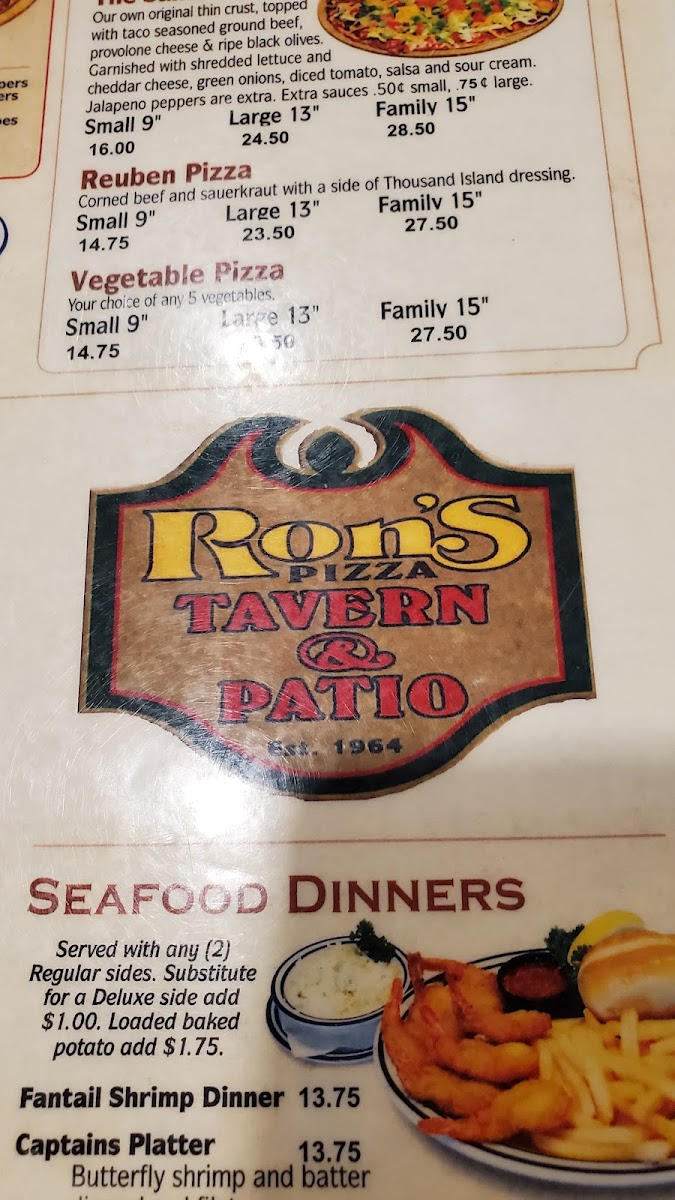 Our own original thin crust, topped
with taco seasoned ground beef,
provolone cheese & ripe black olives.
Garnished with shredded lettuce and
cheddar cheese, green onions, diced tomato, salsa and sour cream.
Jalapeno peppers are extra. Extra sauces .50¢ small, .75¢ large.
Small 9" Large 13" Family 15"
16.00 24.50 28.50
Reuben Pizza
Corned beef and sauerkraut with a side of Thousand Island dressing.
Small 9" Large 13" Family 15"
14.75 23.50 27.50
Vegetable Pizza
Your choice of any 5 vegetables.
Small 9" Large 13" Family 15"
14.75 27.50
Ron's
PIZZA
TAVERN
&
PATIO
Est. 1964
SEAFOOD DINNERS
Served with any (2)
Regular sides. Substitute
for a Deluxe side add
$1.00. Loaded baked
potato add $1.75.
Fantail Shrimp Dinner 13.75
Captains Platter 13.75
Butterfly shrimp and batter